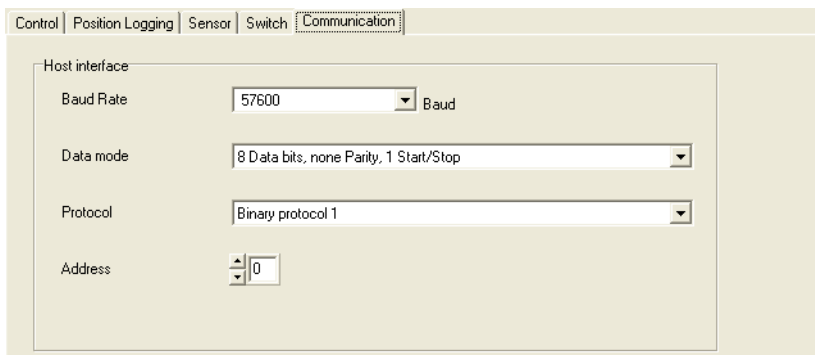 Control Position Logging Sensor Switch Communication
Host interface
Baud Rate 57600 Baud
Data mode 8 Data bits, none Parity, 1 Start/Stop
Protocol Binary protocol 1
Address 0